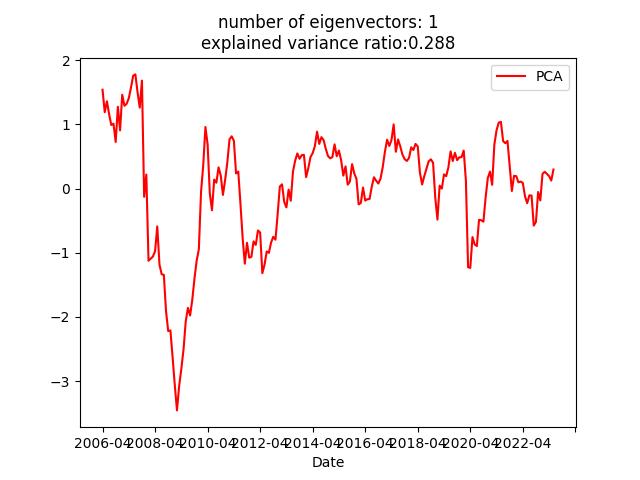 number of eigenvectors: 1
explained variance ratio:0.288
PCA
2
1
0
−1
−2
−3
2006-04 2008-04 2010-04 2012-04 2014-04 2016-04 2018-04 2020-04 2022-04
Date